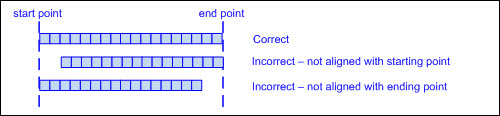 start point end point
Correct
Incorrect – not aligned with starting point
Incorrect – not aligned with ending point